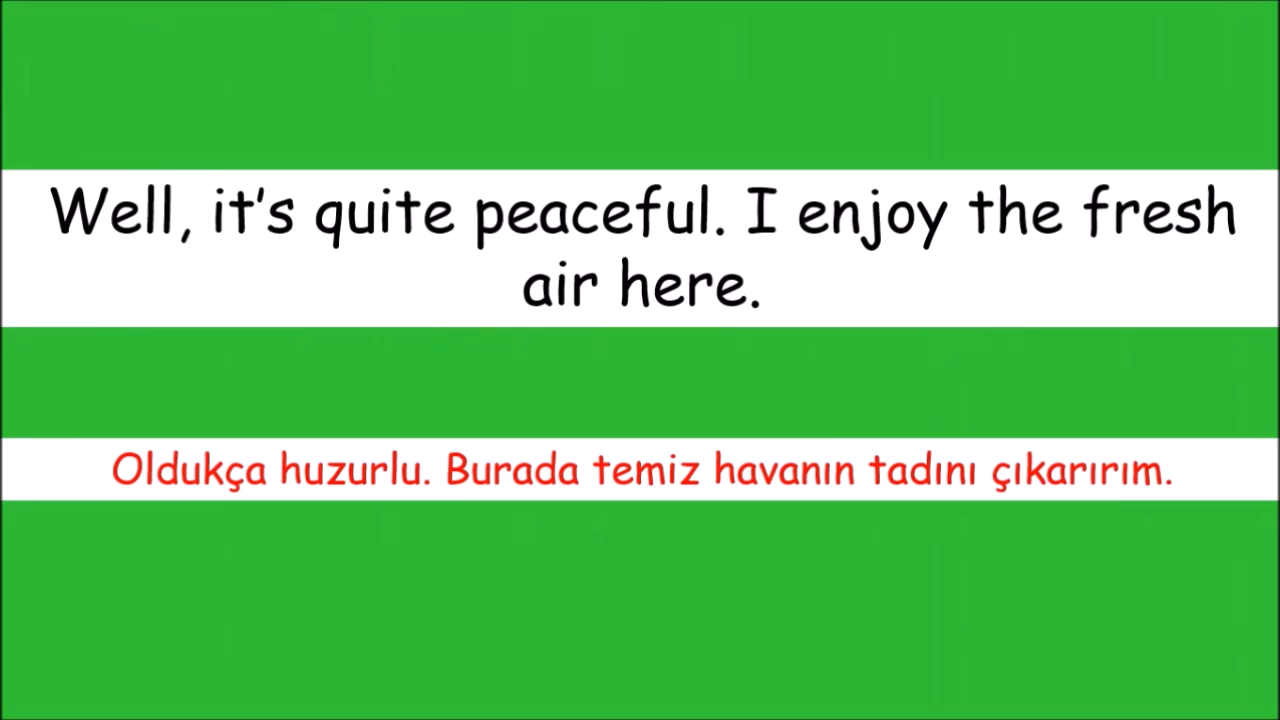 Well, it's quite peaceful. I enjoy the fresh
air here.
Oldukça huzurlu. Burada temiz havanın tadını çıkarırım.